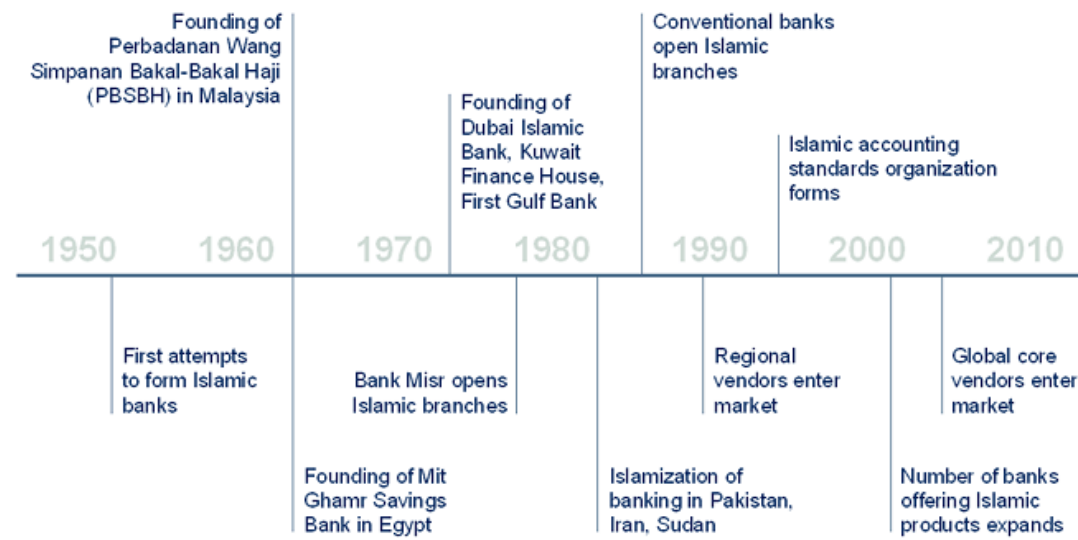 Founding of
Perbadanan Wang
Simpanan Bakal-Bakal Haji
(PBSBH) in Malaysia
Founding of
Dubai Islamic
Bank, Kuwait
Finance House,
First Gulf Bank
Conventional banks
open Islamic
branches
Islamic accounting
standards organization
forms
1950 1960 1970 1980 1990 2000 2010
First attempts
to form Islamic
banks
Bank Misr opens
Islamic branches
Regional
vendors enter
market
Global core
vendors enter
market
Founding of Mit
Ghamr Savings
Bank in Egypt
Islamization of
banking in Pakistan,
Iran, Sudan
Number of banks
offering Islamic
products expands